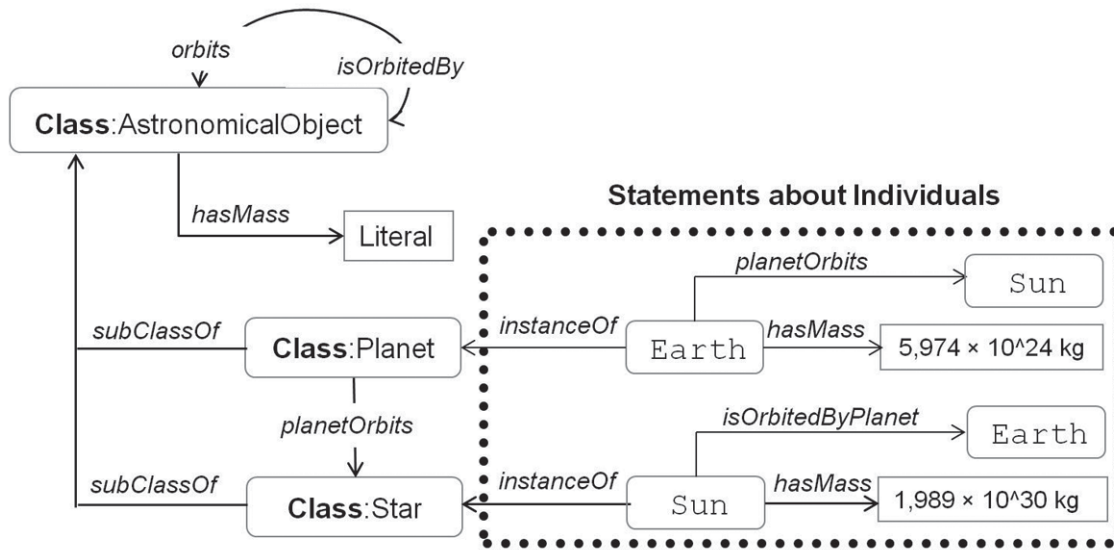 orbits
isOrbitedBy
Class:AstronomicalObject
hasMass
Literal
Statements about Individuals
planetOrbits
Sun
subClassOf
Class:Planet
instanceOf
Earth
hasMass
5,974 × 10^24 kg
planetOrbits
isOrbitedByPlanet
Earth
subClassOf
Class:Star
instanceOf
Sun
hasMass
1,989 × 10^30 kg